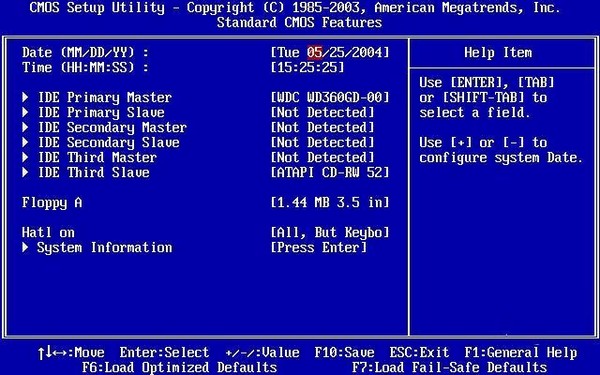 CMOS Setup Utility - Copyright (C) 1985-2003, American Megatrends, Inc.
Standard CMOS Features
Date (MM/DD/YY) : [Tue 05/25/2004]
Time (HH:MM:SS) : [15:25:25]
IDE Primary Master [WDC WD360GD-00]
IDE Primary Slave [Not Detected]
IDE Secondary Master [Not Detected]
IDE Secondary Slave [Not Detected]
IDE Third Master [Not Detected]
IDE Third Slave [ATAPI CD-RW 52]
Floppy A [1.44 MB 3.5 in]
Hatl on [All, But Keybo]
System Information [Press Enter]
Help Item
Use [ENTER], [TAB]
or [SHIFT-TAB] to
select a field.
Use [+] or [-] to
configure system Date.
↑↓←→:Move Enter:Select +/-/:Value F10:Save ESC:Exit F1:General Help
F6:Load Optimized Defaults F7:Load Fail-Safe Defaults